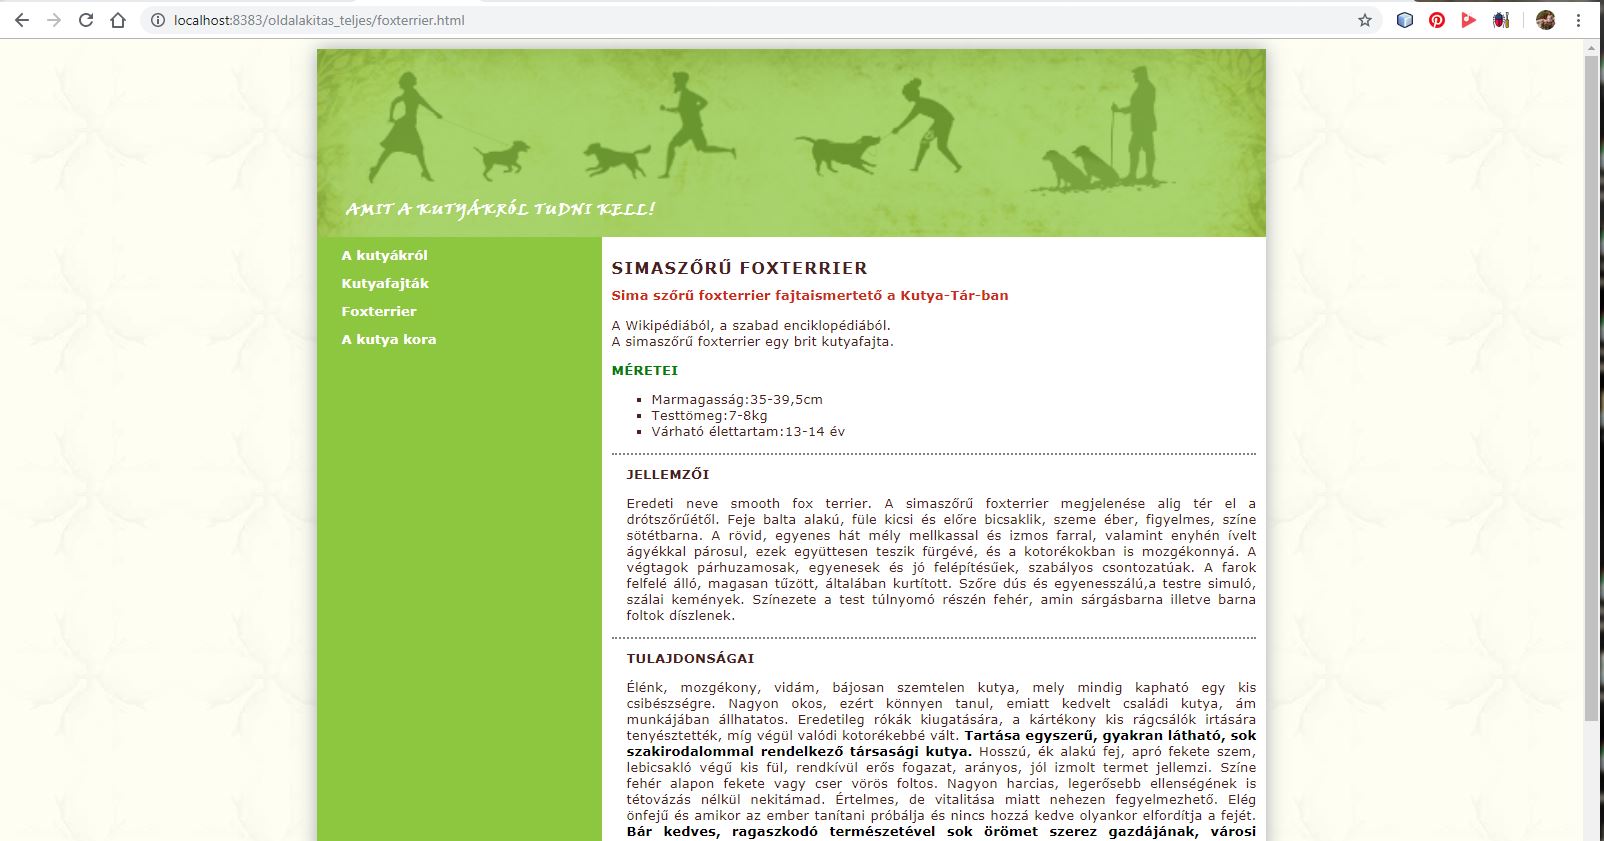 localhost:8383/oldalakitas_teljes/foxterrier.html
AMIT A KUTYÁKRÓL TUDNI KELL!
A kutyákról
Kutyafajták
Foxterrier
A kutya kora
SIMASZŐRŰ FOXTERRIER
Sima szőrű foxterrier fajtaismertető a Kutya-Tár-ban
A Wikipédiából, a szabad enciklopédiából.
A simaszőrű foxterrier egy brit kutyafajta.
MÉRETEI
Marmagasság:35-39,5cm
Testtömeg:7-8kg
Várható élettartam:13-14 év
JELLEMZŐI
Eredeti neve smooth fox terrier. A simaszőrű foxterrier megjelenése alig tér el a
drótszőrűétől. Feje balta alakú, füle kicsi és előre bicsaklik, szeme éber, figyelmes, színe
sötétbarna. A rövid, egyenes hát mély mellkassal és izmos farral, valamint enyhén ívelt
ágyékkal párosul, ezek együttesen teszik fürgévé, és a kotorékokban is mozgékonnyá. A
végtagok párhuzamosak, egyenesek és jó felépítésűek, szabályos csontozatúak. A farok
felfelé álló, magasan tűzött, általában kurtított. Szőre dús és egyenesszálú,a testre simuló,
szálai kemények. Színezete a test túlnyomó részén fehér, amin sárgásbarna illetve barna
foltok díszlenek.
TULAJDONSÁGAI
Élénk, mozgékony, vidám, bájosan szemtelen kutya, mely mindig kapható egy kis
csibészségre. Nagyon okos, ezért könnyen tanul, emiatt kedvelt családi kutya, ám
munkájában állhatatos. Eredetileg rókák kiugatására, a kártékony kis rágcsálók irtására
tenyésztették, míg végül valódi kotorékebbé vált. Tartása egyszerű, gyakran látható, sok
szakirodalommal rendelkező társasági kutya. Hosszú, ék alakú fej, apró fekete szem,
lebicsakló végű kis fül, rendkívül erős fogazat, arányos, jól izmolt termet jellemzi. Színe
fehér alapon fekete vagy cser vörös foltos. Nagyon harcias, legerősebb ellenségének is
tétovázás nélkül nekitámad. Értelmes, de vitalitása miatt nehezen fegyelmezhető. Elég
önfejű és amikor az ember tanítani próbálja és nincs hozzá kedve olyankor elfordítja a fejét.
Bár kedves, ragaszkodó természetével sok örömet szerez gazdájának, városi